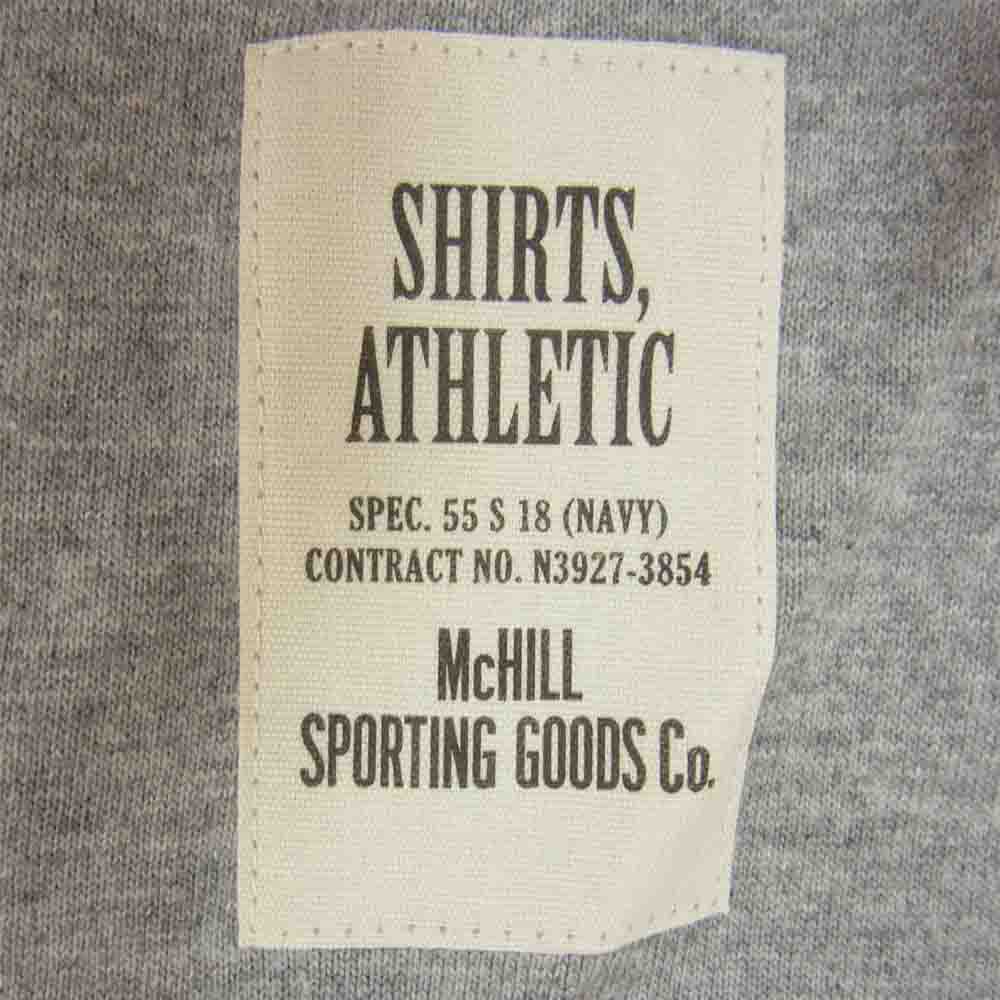 SHIRTS,
ATHLETIC
SPEC. 55 S 18 (NAVY)
CONTRACT NO. N3927-3854
McHILL
SPORTING GOODS Co.